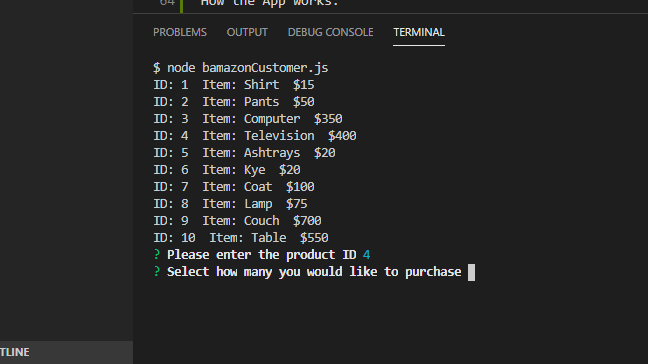 64 How the App works.
PROBLEMS OUTPUT DEBUG CONSOLE TERMINAL
$ node bamazonCustomer.js
ID: 1 Item: Shirt $15
ID: 2 Item: Pants $50
ID: 3 Item: Computer $350
ID: 4 Item: Television $400
ID: 5 Item: Ashtrays $20
ID: 6 Item: Kye $20
ID: 7 Item: Coat $100
ID: 8 Item: Lamp $75
ID: 9 Item: Couch $700
ID: 10 Item: Table $550
? Please enter the product ID 4
? Select how many you would like to purchase
TLINE